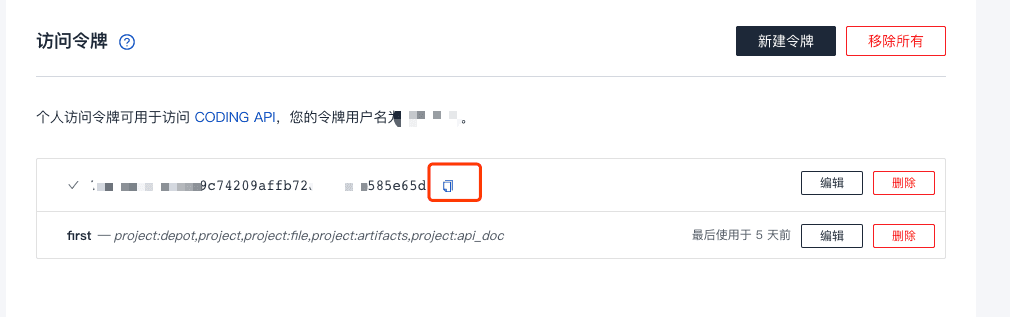 访问令牌 ?
新建令牌 移除所有
个人访问令牌可用于访问 CODING API，您的令牌用户名为 。
9c74209affb72 585e65d 编辑 删除
first — project:depot,project,project:file,project:artifacts,project:api_doc 最后使用于 5 天前 编辑 删除